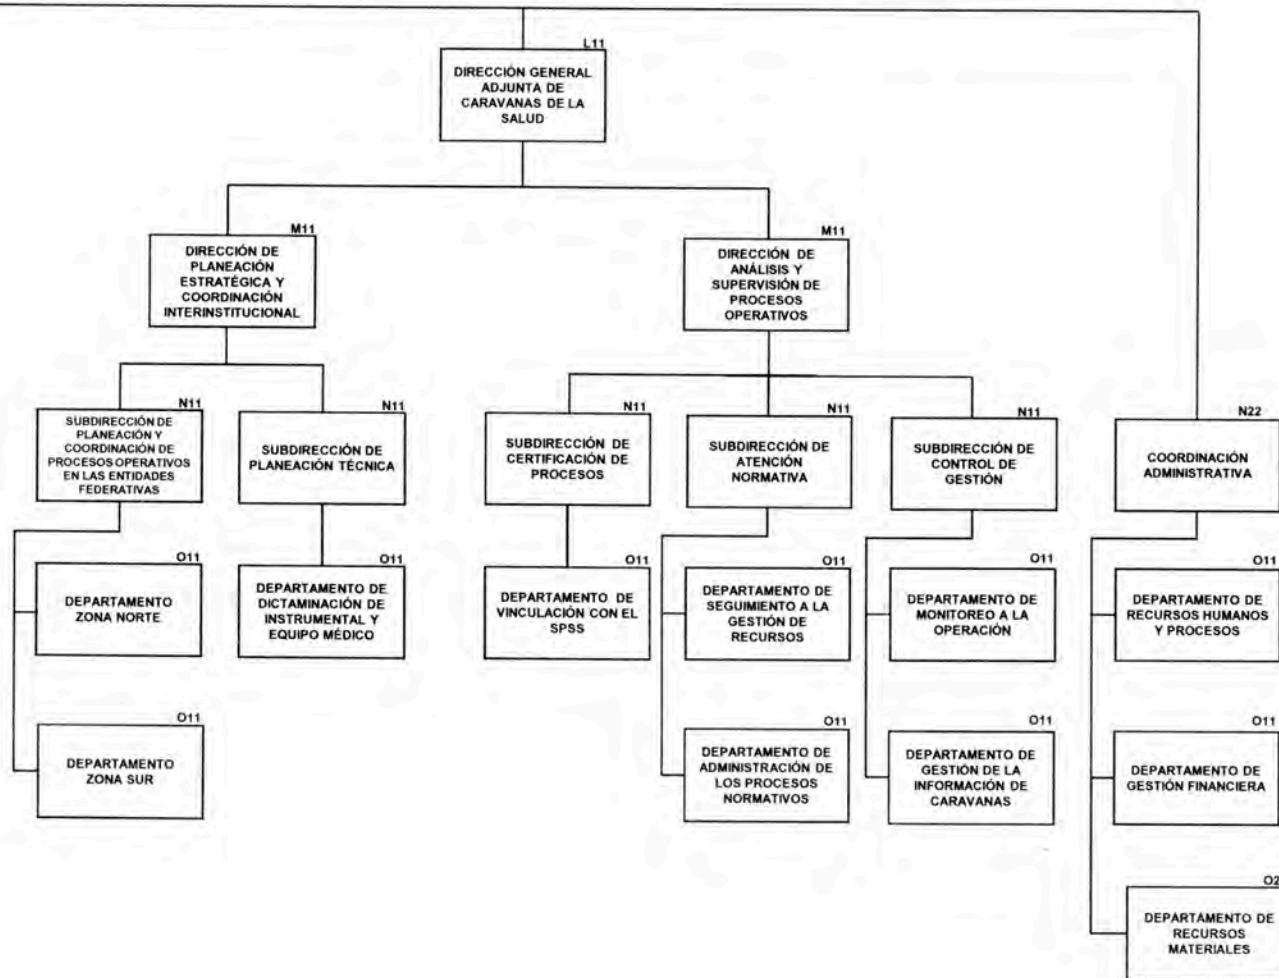 L11
DIRECCIÓN GENERAL
ADJUNTA DE
CARAVANAS DE LA
SALUD
M11
DIRECCIÓN DE
PLANEACIÓN
ESTRATÉGICA Y
COORDINACIÓN
INTERINSTITUCIONAL
M11
DIRECCIÓN DE
ANÁLISIS Y
SUPERVISIÓN DE
PROCESOS
OPERATIVOS
N11
SUBDIRECCIÓN DE
PLANEACIÓN Y
COORDINACIÓN DE
PROCESOS OPERATIVOS
EN LAS ENTIDADES
FEDERATIVAS
N11
SUBDIRECCIÓN DE
PLANEACIÓN TÉCNICA
N11
SUBDIRECCIÓN DE
CERTIFICACIÓN DE
PROCESOS
N11
SUBDIRECCIÓN DE
ATENCIÓN
NORMATIVA
N11
SUBDIRECCIÓN DE
CONTROL DE
GESTIÓN
N22
COORDINACIÓN
ADMINISTRATIVA
O11
DEPARTAMENTO
ZONA NORTE
O11
DEPARTAMENTO DE
DICTAMINACIÓN DE
INSTRUMENTAL Y
EQUIPO MÉDICO
O11
DEPARTAMENTO DE
VINCULACIÓN CON EL
SPSS
O11
DEPARTAMENTO DE
SEGUIMIENTO A LA
GESTIÓN DE
RECURSOS
O11
DEPARTAMENTO DE
MONITOREO A LA
OPERACIÓN
O11
DEPARTAMENTO DE
RECURSOS HUMANOS
Y PROCESOS
O11
DEPARTAMENTO
ZONA SUR
O11
DEPARTAMENTO DE
ADMINISTRACIÓN DE
LOS PROCESOS
NORMATIVOS
O11
DEPARTAMENTO DE
GESTIÓN DE LA
INFORMACIÓN DE
CARAVANAS
O11
DEPARTAMENTO DE
GESTIÓN FINANCIERA
DEPARTAMENTO DE
RECURSOS
MATERIALES